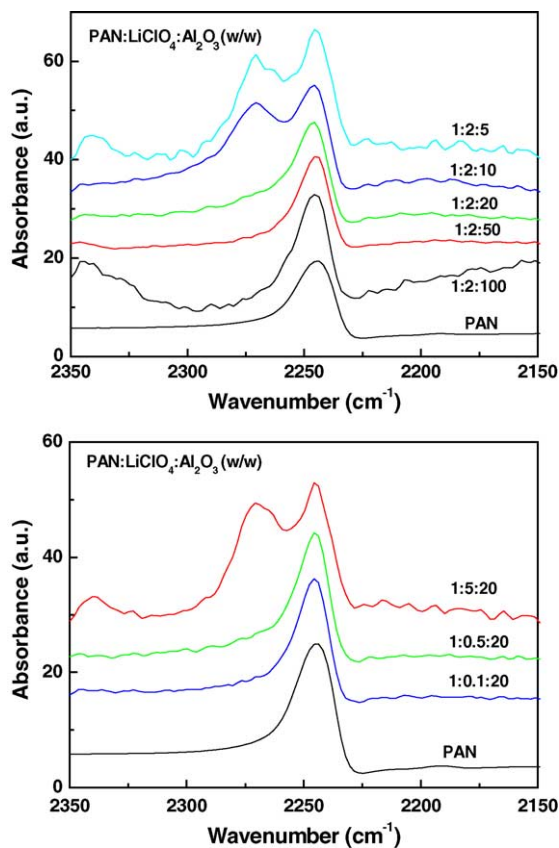 PAN:LiClO₄:Al₂O₃(w/w)
60
40
20
0
Absorbance (a.u.)
1:2:5
1:2:10
1:2:20
1:2:50
1:2:100
PAN
2350 2300 2250 2200 2150
Wavenumber (cm⁻¹)
PAN:LiClO₄:Al₂O₃(w/w)
60
40
20
0
Absorbance (a.u.)
1:5:20
1:0.5:20
1:0.1:20
PAN
2350 2300 2250 2200 2150
Wavenumber (cm⁻¹)